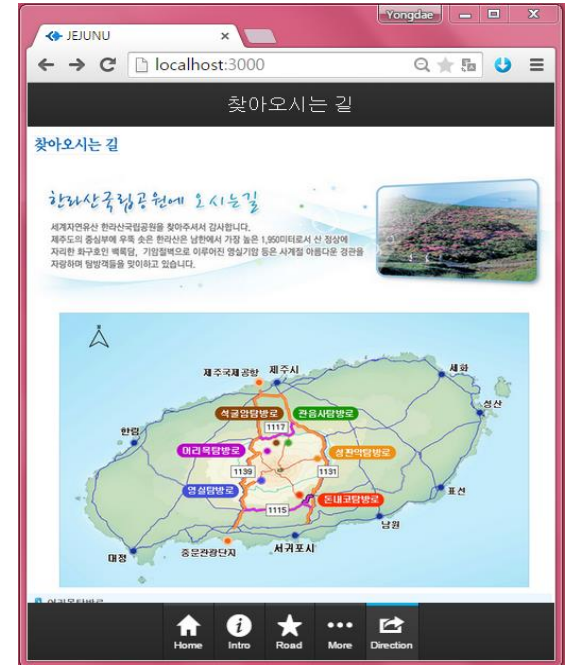 Yongdae
JEJUNU
localhost:3000
찾아오시는 길
찾아오시는 길
한라산국립공원에 오시는길
세계자연유산 한라산국립공원을 찾아주셔서 감사합니다.
제주도의 중심부에 우뚝 솟은 한라산은 남한에서 가장 높은 1,950미터로서 산 정상에
자리한 화구호인 백록담, 기암절벽으로 이루어진 영실기암 등은 사계절 아름다운 경관을
자랑하며 탐방객들을 맞이하고 있습니다.
제주국제공항 제주시
세화
성산
석굴암탐방로 관음사탐방로
1117
한림
어리목탐방로
성판악탐방로
1139
1131
영실탐방로
돈내코탐방로
표선
1115
남원
대정
중문관광단지
서귀포시
어리목탐방로
Home Intro Road More Direction